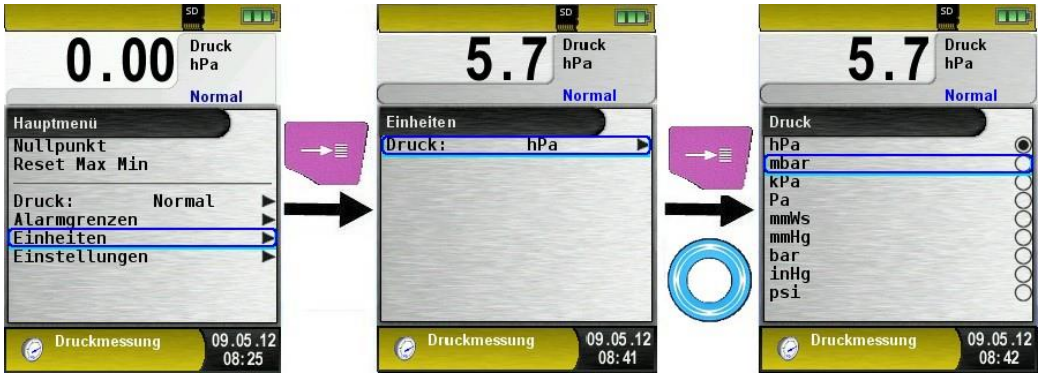 SD
0.00 Druck
hPa
Normal
Hauptmenü
Nullpunkt
Reset Max Min
Druck: Normal
Alarmgrenzen
Einheiten
Einstellungen
Druckmessung
09.05.12
08:25
SD
5.7 Druck
hPa
Normal
Einheiten
Druck: hPa
Druckmessung
09.05.12
08:41
SD
5.7 Druck
hPa
Normal
Druck
hPa
mbar
kPa
Pa
mmWs
mmHg
bar
inHg
psi
Druckmessung
09.05.12
08:42